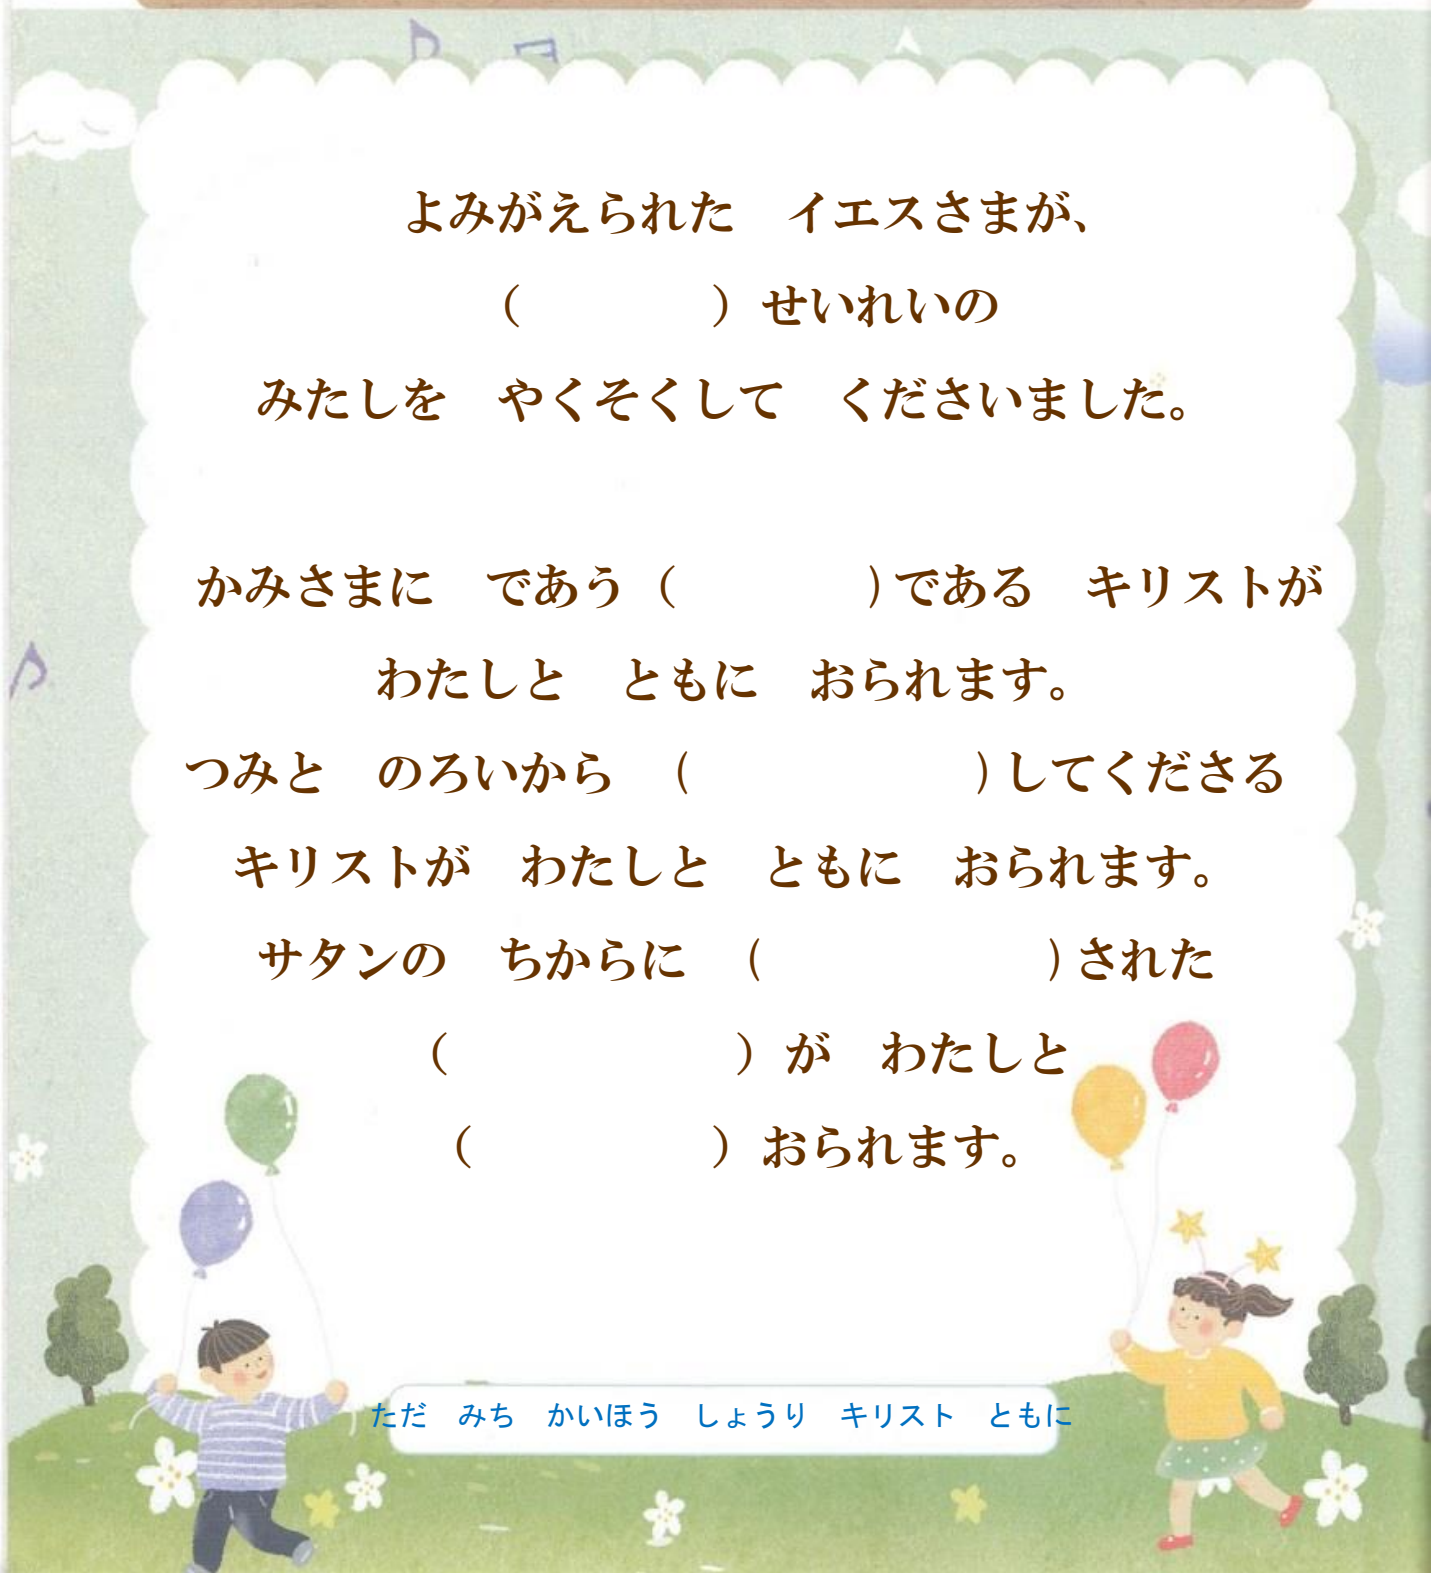 よみがえられた　イエスさまが、
（　　　　）せいれいの
みたしを　やくそくして　くださいました。
かみさまに　であう（　　　　)である　キリストが
わたしと　ともに　おられます。
つみと　のろいから　(　　　　　　)してくださる
キリストが　わたしと　ともに　おられます。
サタンの　ちからに　(　　　　　　)された
（　　　　　　）が　わたしと
（　　　　　）おられます。
ただ　みち　かいほう　しょうり　キリスト　ともに